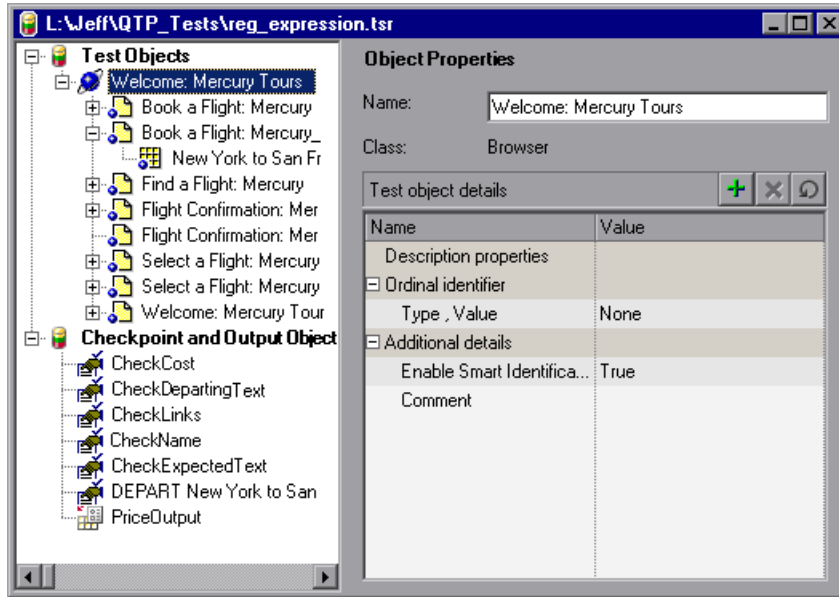 L:\Jeff\QTP_Tests\reg_expression.tsr
Test Objects
Welcome: Mercury Tours
Book a Flight: Mercury
Book a Flight: Mercury_
New York to San Fr
Find a Flight: Mercury
Flight Confirmation: Mer
Flight Confirmation: Mer
Select a Flight: Mercury
Select a Flight: Mercury
Welcome: Mercury Tour
Checkpoint and Output Object
CheckCost
CheckDepartingText
CheckLinks
CheckName
CheckExpectedText
DEPART New York to San
PriceOutput
Object Properties
Name: Welcome: Mercury Tours
Class: Browser
Test object details
Name Value
Description properties
Ordinal identifier
Type , Value None
Additional details
Enable Smart Identifica... True
Comment